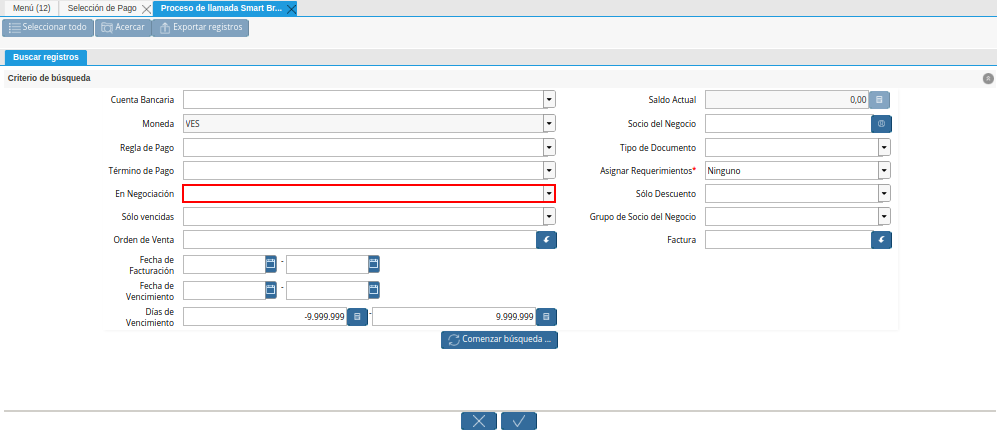 Menú (12) Selección de Pago Proceso de llamada Smart Br...
Seleccionar todo Acercar Exportar registros
Buscar registros
Criterio de búsqueda
Cuenta Bancaria Saldo Actual 0,00
Moneda VES Socio del Negocio
Regla de Pago Tipo de Documento
Término de Pago Asignar Requerimientos* Ninguno
En Negociación Sólo Descuento
Sólo vencidas Grupo de Socio del Negocio
Orden de Venta Factura
Fecha de
Facturación -
Fecha de
Vencimiento -
Días de
Vencimiento -9.999.999 - 9.999.999
Comenzar búsqueda ...